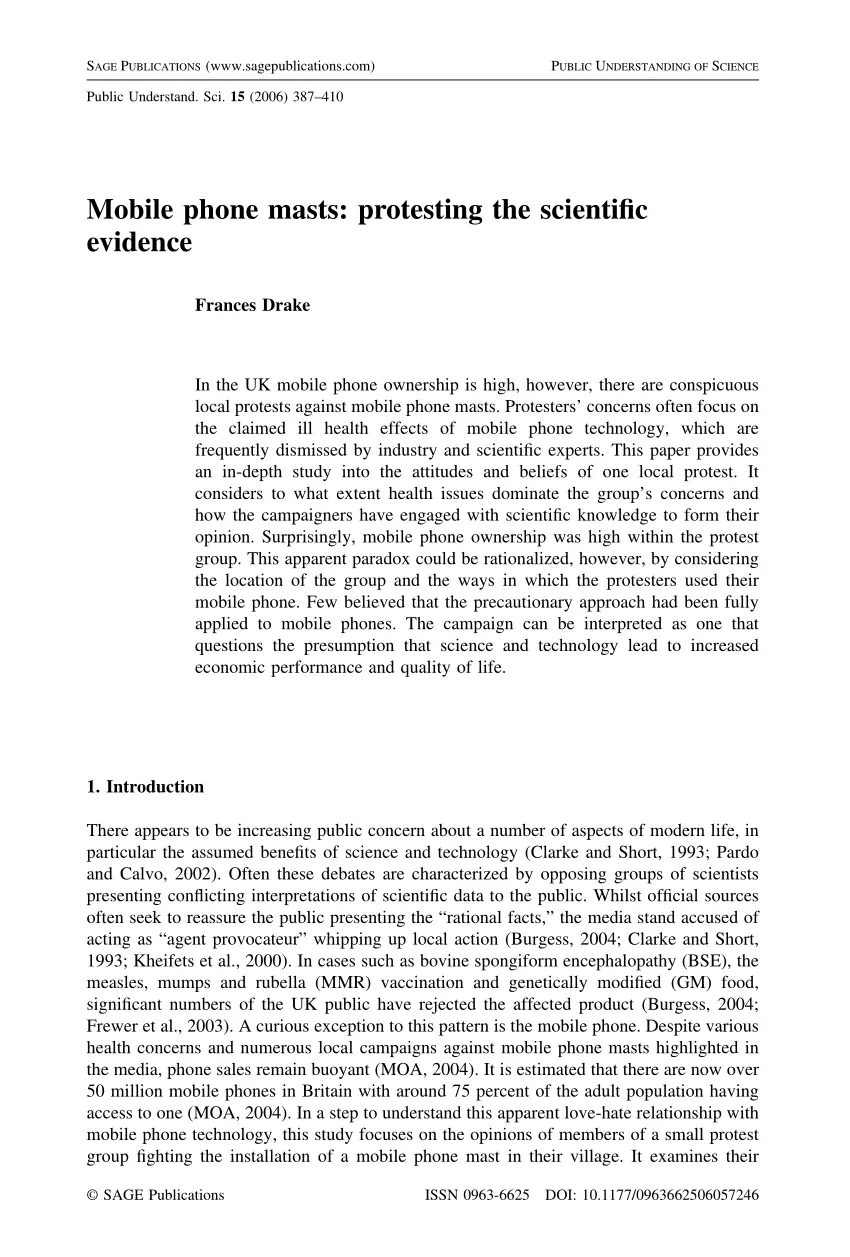 SAGE PUBLICATIONS (www.sagepublications.com)
PUBLIC UNDERSTANDING OF SCIENCE
Public Understand. Sci. 15 (2006) 387–410
Mobile phone masts: protesting the scientific
evidence
Frances Drake
In the UK mobile phone ownership is high, however, there are conspicuous
local protests against mobile phone masts. Protesters’ concerns often focus on
the claimed ill health effects of mobile phone technology, which are
frequently dismissed by industry and scientific experts. This paper provides
an in-depth study into the attitudes and beliefs of one local protest. It
considers to what extent health issues dominate the group’s concerns and
how the campaigners have engaged with scientific knowledge to form their
opinion. Surprisingly, mobile phone ownership was high within the protest
group. This apparent paradox could be rationalized, however, by considering
the location of the group and the ways in which the protesters used their
mobile phone. Few believed that the precautionary approach had been fully
applied to mobile phones. The campaign can be interpreted as one that
questions the presumption that science and technology lead to increased
economic performance and quality of life.
1. Introduction
There appears to be increasing public concern about a number of aspects of modern life, in
particular the assumed benefits of science and technology (Clarke and Short, 1993; Pardo
and Calvo, 2002). Often these debates are characterized by opposing groups of scientists
presenting conflicting interpretations of scientific data to the public. Whilst official sources
often seek to reassure the public presenting the “rational facts,” the media stand accused of
acting as “agent provocateur” whipping up local action (Burgess, 2004; Clarke and Short,
1993; Kheifets et al., 2000). In cases such as bovine spongiform encephalopathy (BSE), the
measles, mumps and rubella (MMR) vaccination and genetically modified (GM) food,
significant numbers of the UK public have rejected the affected product (Burgess, 2004;
Frewer et al., 2003). A curious exception to this pattern is the mobile phone. Despite various
health concerns and numerous local campaigns against mobile phone masts highlighted in
the media, phone sales remain buoyant (MOA, 2004). It is estimated that there are now over
50 million mobile phones in Britain with around 75 percent of the adult population having
access to one (MOA, 2004). In a step to understand this apparent love-hate relationship with
mobile phone technology, this study focuses on the opinions of members of a small protest
group fighting the installation of a mobile phone mast in their village. It examines their
© SAGE Publications
ISSN 0963-6625 DOI: 10.1177/0963662506057246